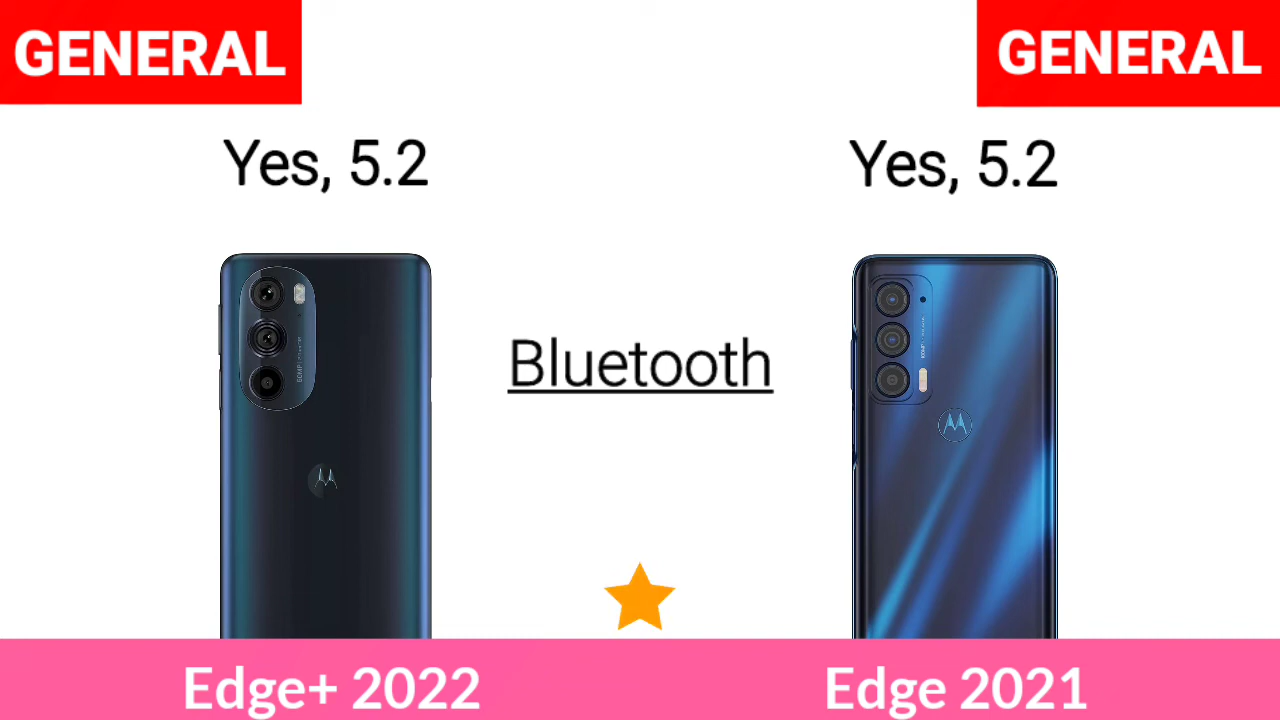 GENERAL
GENERAL
Yes, 5.2
Yes, 5.2
Bluetooth
Edge+ 2022
Edge 2021